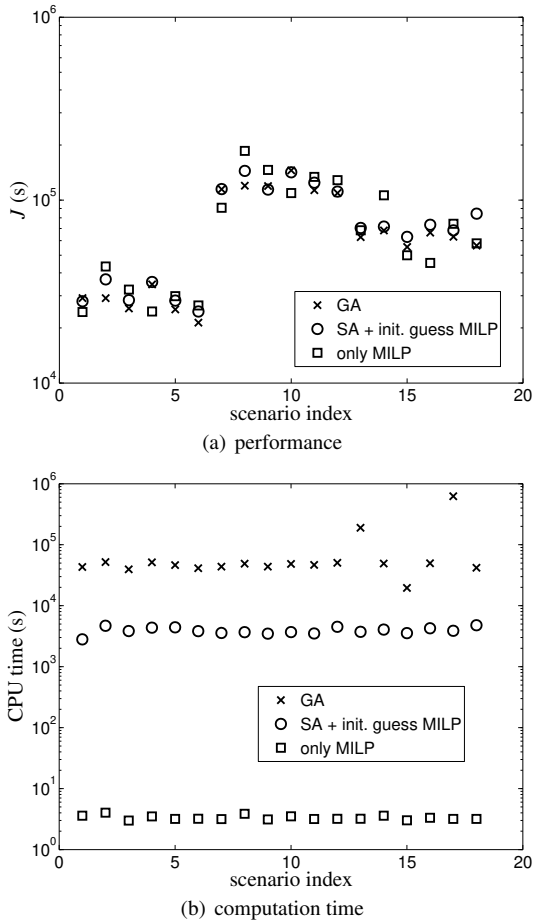 10^6
10^5
10^4
J (s)
GA
SA + init. guess MILP
only MILP
0 5 10 15 20
scenario index
(a) performance
10^6
10^5
10^4
10^3
10^2
10^1
10^0
CPU time (s)
GA
SA + init. guess MILP
only MILP
0 5 10 15 20
scenario index
(b) computation time